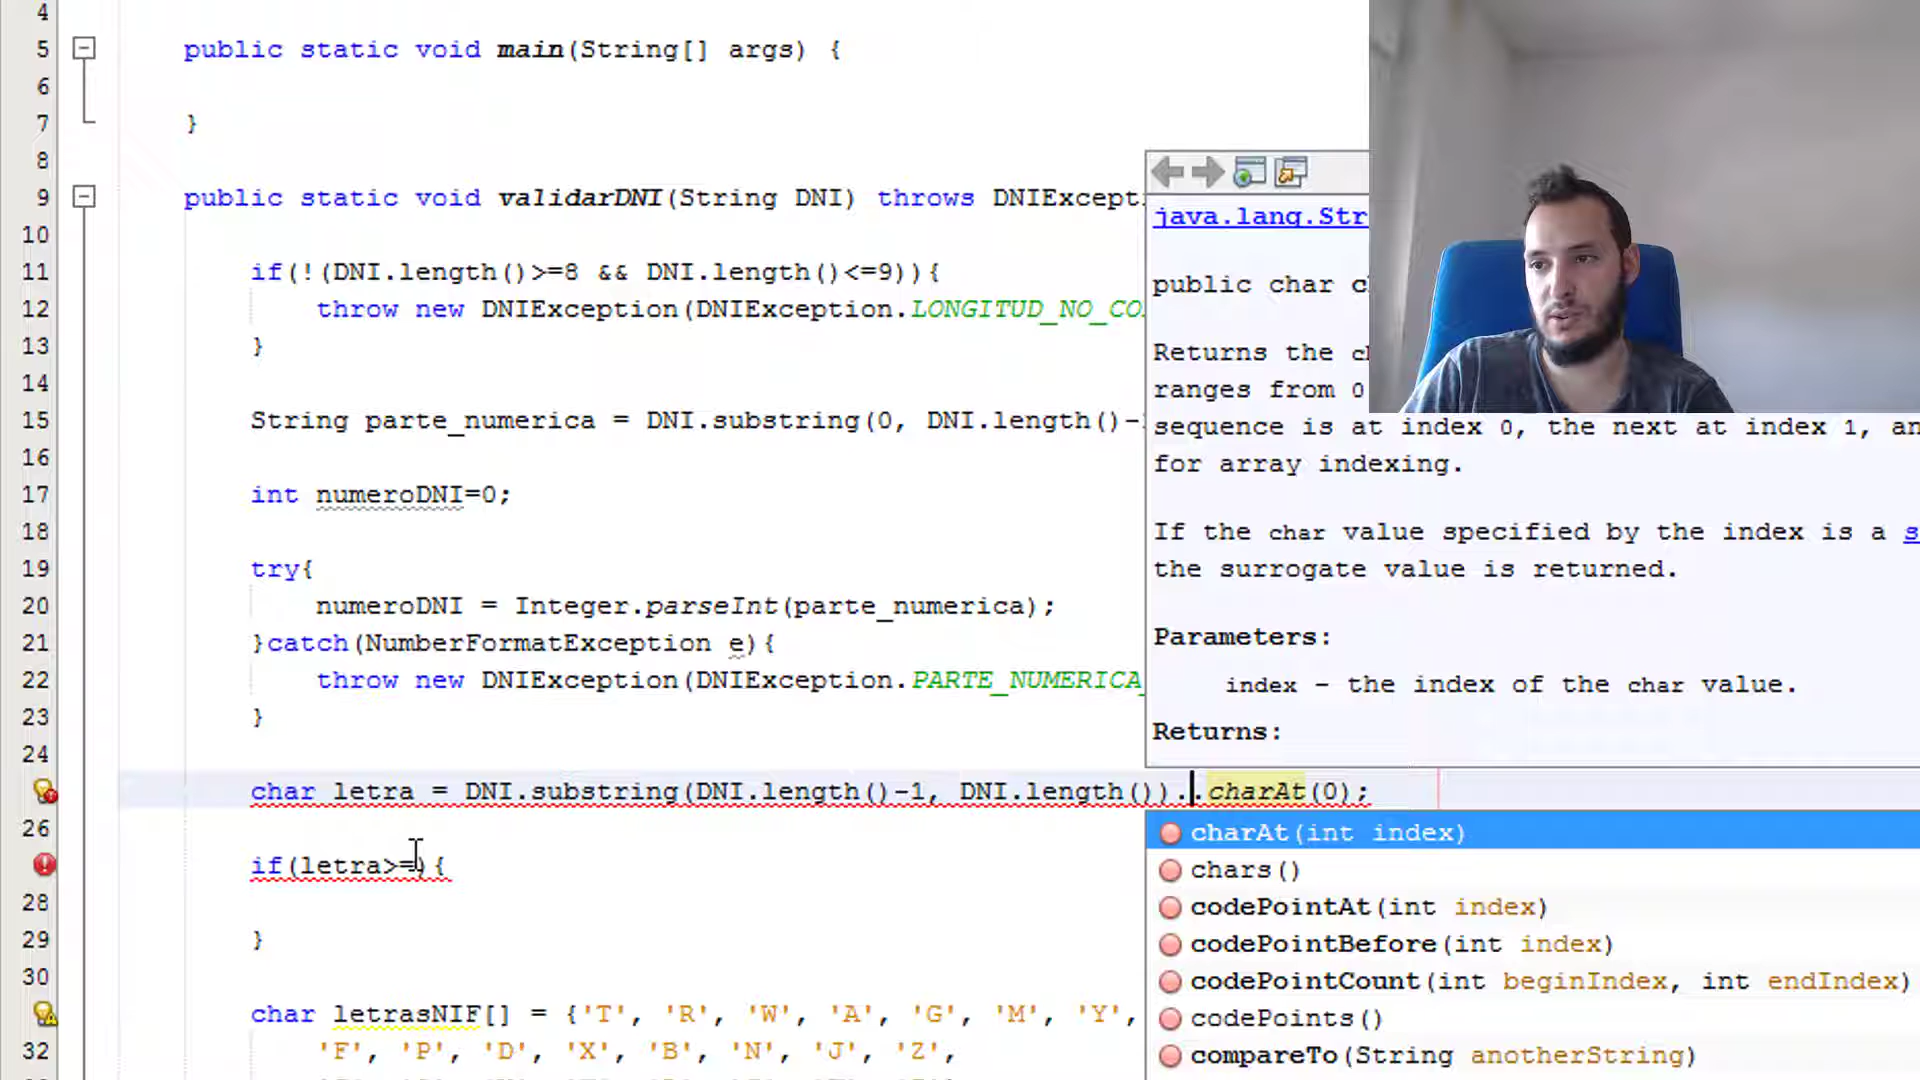 4
5 public static void main(String[] args) {
6
7 }
8
9 public static void validarDNI(String DNI) throws
10
11 if(!(DNI.length()>=8 && DNI.length()<=9)){
12 throw new DNIException(DNIException.
13 }
14
15 String parte_numerica = DNI.substring(0, DNI.length()-
16
17 int numeroDNI=0;
18
19 try{
20 numeroDNI = Integer.parseInt(parte_numerica);
21 }catch(NumberFormatException e){
22 throw new DNIException(DNIException.PARTE_NUMERICA_
23 }
24
char letra = DNI.substring(DNI.length()-1, DNI.length())..charAt(0);
26
if(letra>=){
28
29 }
30
char letrasNIF[] = {'T', 'R', 'W', 'A', 'G', 'M', 'Y',
32 'F', 'P', 'D', 'X', 'B', 'N', 'J', 'Z',
java.lang.Str
public char
Returns the
ranges from 0
sequence is at index 0, the next at index 1,
for array indexing.
If the char value specified by the index is a
the surrogate value is returned.
Parameters:
index - the index of the char value.
Returns:
charAt(int index)
chars()
codePointAt(int index)
codePointBefore(int index)
codePointCount(int beginIndex, int endIndex)
codePoints()
compareTo(String anotherString)